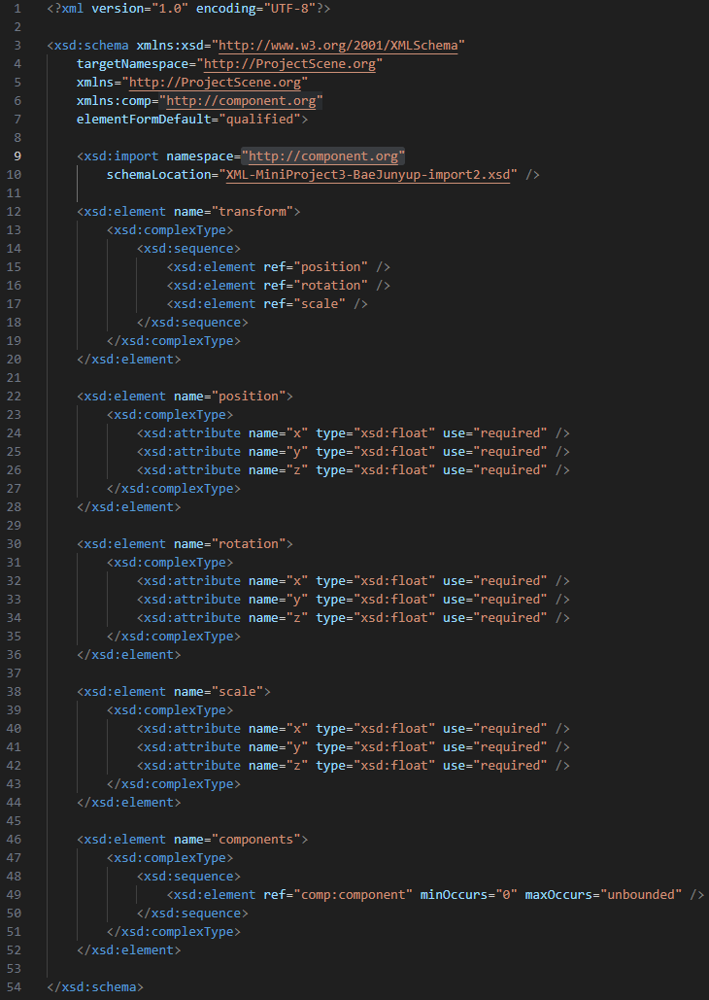 1 <?xml version="1.0" encoding="UTF-8"?>
2
3 <xsd:schema xmlns:xsd="http://www.w3.org/2001/XMLSchema"
4     targetNamespace="http://ProjectScene.org"
5     xmlns="http://ProjectScene.org"
6     xmlns:comp="http://component.org"
7     elementFormDefault="qualified">
8
9     <xsd:import namespace="http://component.org"
10         schemaLocation="XML-MiniProject3-BaeJunyup-import2.xsd" />
11
12     <xsd:element name="transform">
13         <xsd:complexType>
14             <xsd:sequence>
15                 <xsd:element ref="position" />
16                 <xsd:element ref="rotation" />
17                 <xsd:element ref="scale" />
18             </xsd:sequence>
19         </xsd:complexType>
20     </xsd:element>
21
22     <xsd:element name="position">
23         <xsd:complexType>
24             <xsd:attribute name="x" type="xsd:float" use="required" />
25             <xsd:attribute name="y" type="xsd:float" use="required" />
26             <xsd:attribute name="z" type="xsd:float" use="required" />
27         </xsd:complexType>
28     </xsd:element>
29
30     <xsd:element name="rotation">
31         <xsd:complexType>
32             <xsd:attribute name="x" type="xsd:float" use="required" />
33             <xsd:attribute name="y" type="xsd:float" use="required" />
34             <xsd:attribute name="z" type="xsd:float" use="required" />
35         </xsd:complexType>
36     </xsd:element>
37
38     <xsd:element name="scale">
39         <xsd:complexType>
40             <xsd:attribute name="x" type="xsd:float" use="required" />
41             <xsd:attribute name="y" type="xsd:float" use="required" />
42             <xsd:attribute name="z" type="xsd:float" use="required" />
43         </xsd:complexType>
44     </xsd:element>
45
46     <xsd:element name="components">
47         <xsd:complexType>
48             <xsd:sequence>
49                 <xsd:element ref="comp:component" minOccurs="0" maxOccurs="unbounded" />
50             </xsd:sequence>
51         </xsd:complexType>
52     </xsd:element>
53
54 </xsd:schema>